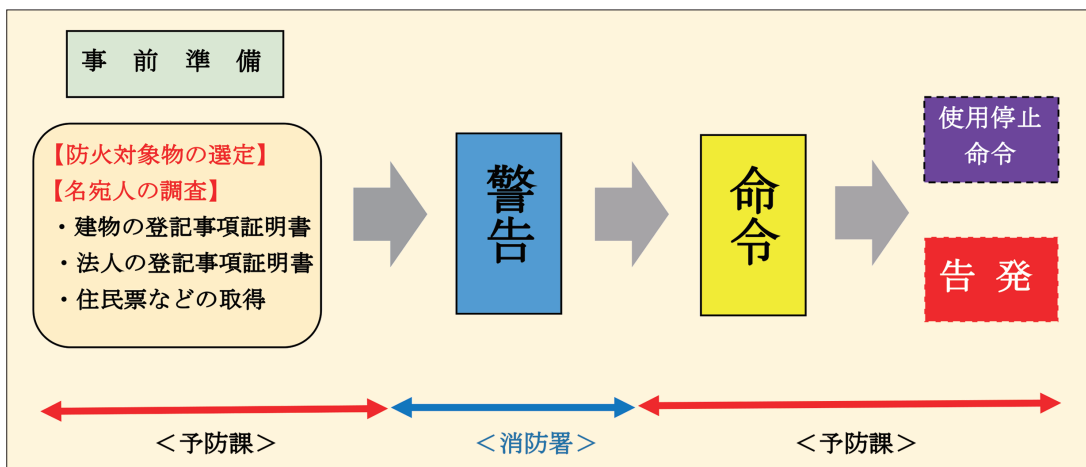 事 前 準 備
【防火対象物の選定】
【名宛人の調査】
・建物の登記事項証明書
・法人の登記事項証明書
・住民票などの取得
警告
命令
使用停止
命令
告 発
＜予防課＞
＜消防署＞
＜予防課＞